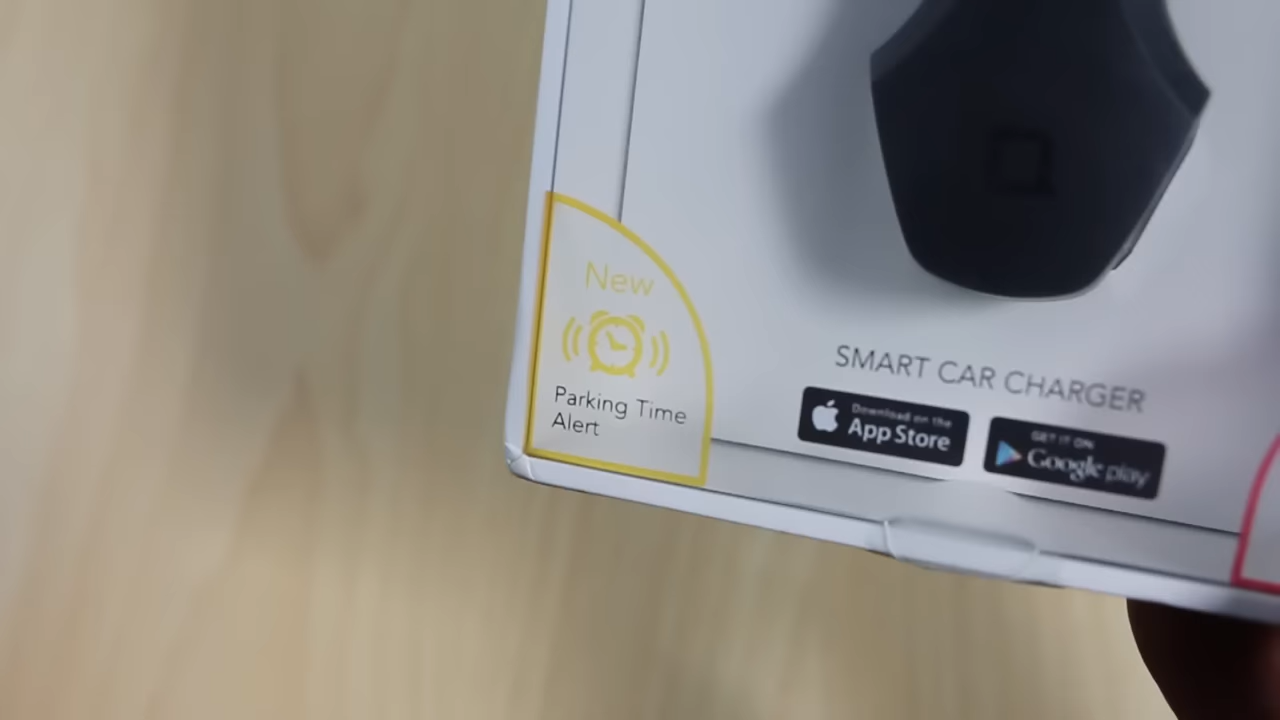 New
Parking Time
Alert
SMART CAR CHARGER
Download on the
App Store
GET IT ON
Google play